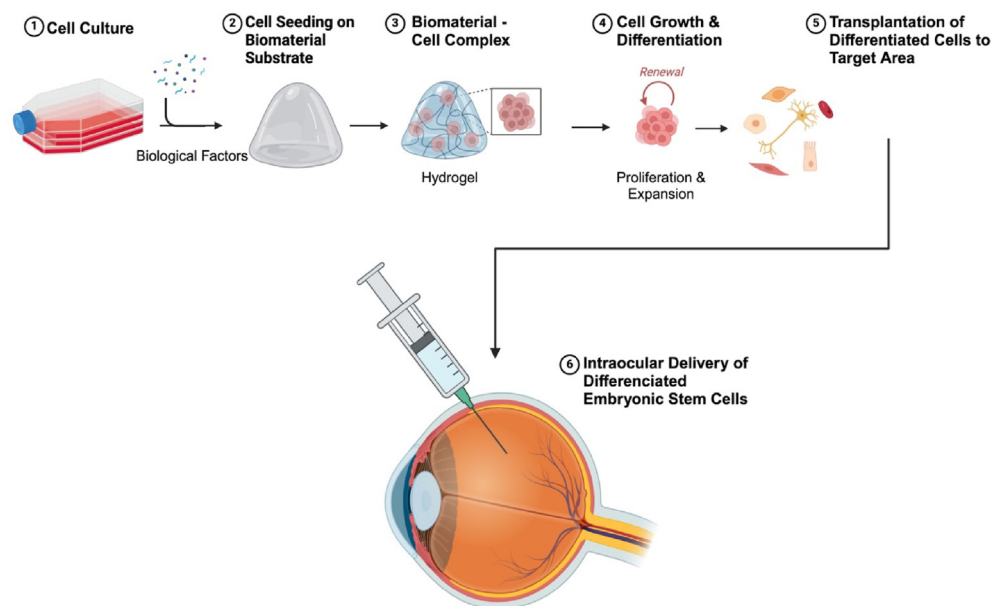 1 Cell Culture
Biological Factors
2 Cell Seeding on
Biomaterial
Substrate
3 Biomaterial -
Cell Complex
Hydrogel
4 Cell Growth &
Differentiation
Renewal
Proliferation &
Expansion
5 Transplantation of
Differentiated Cells to
Target Area
6 Intraocular Delivery of
Differenciated
Embryonic Stem Cells